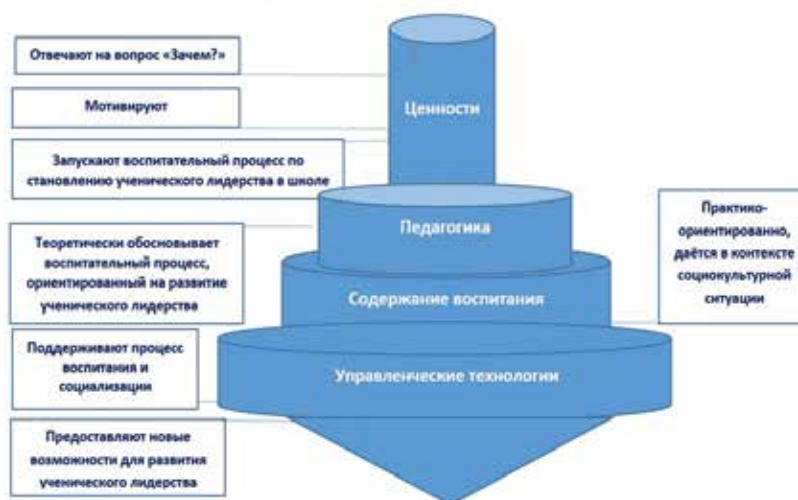 Отвечают на вопрос «Зачем?»
Мотивируют
Запускают воспитательный процесс по
становлению ученического лидерства в школе
Ценности
Педагогика
Теоретически обосновывает
воспитательный процесс,
ориентированный на развитие
ученического лидерства
Практико-
ориентированно,
даётся в контексте
социокультурной
ситуации
Содержание воспитания
Поддерживают процесс
воспитания и
социализации
Управленческие технологии
Предоставляют новые
возможности для развития
ученического лидерства